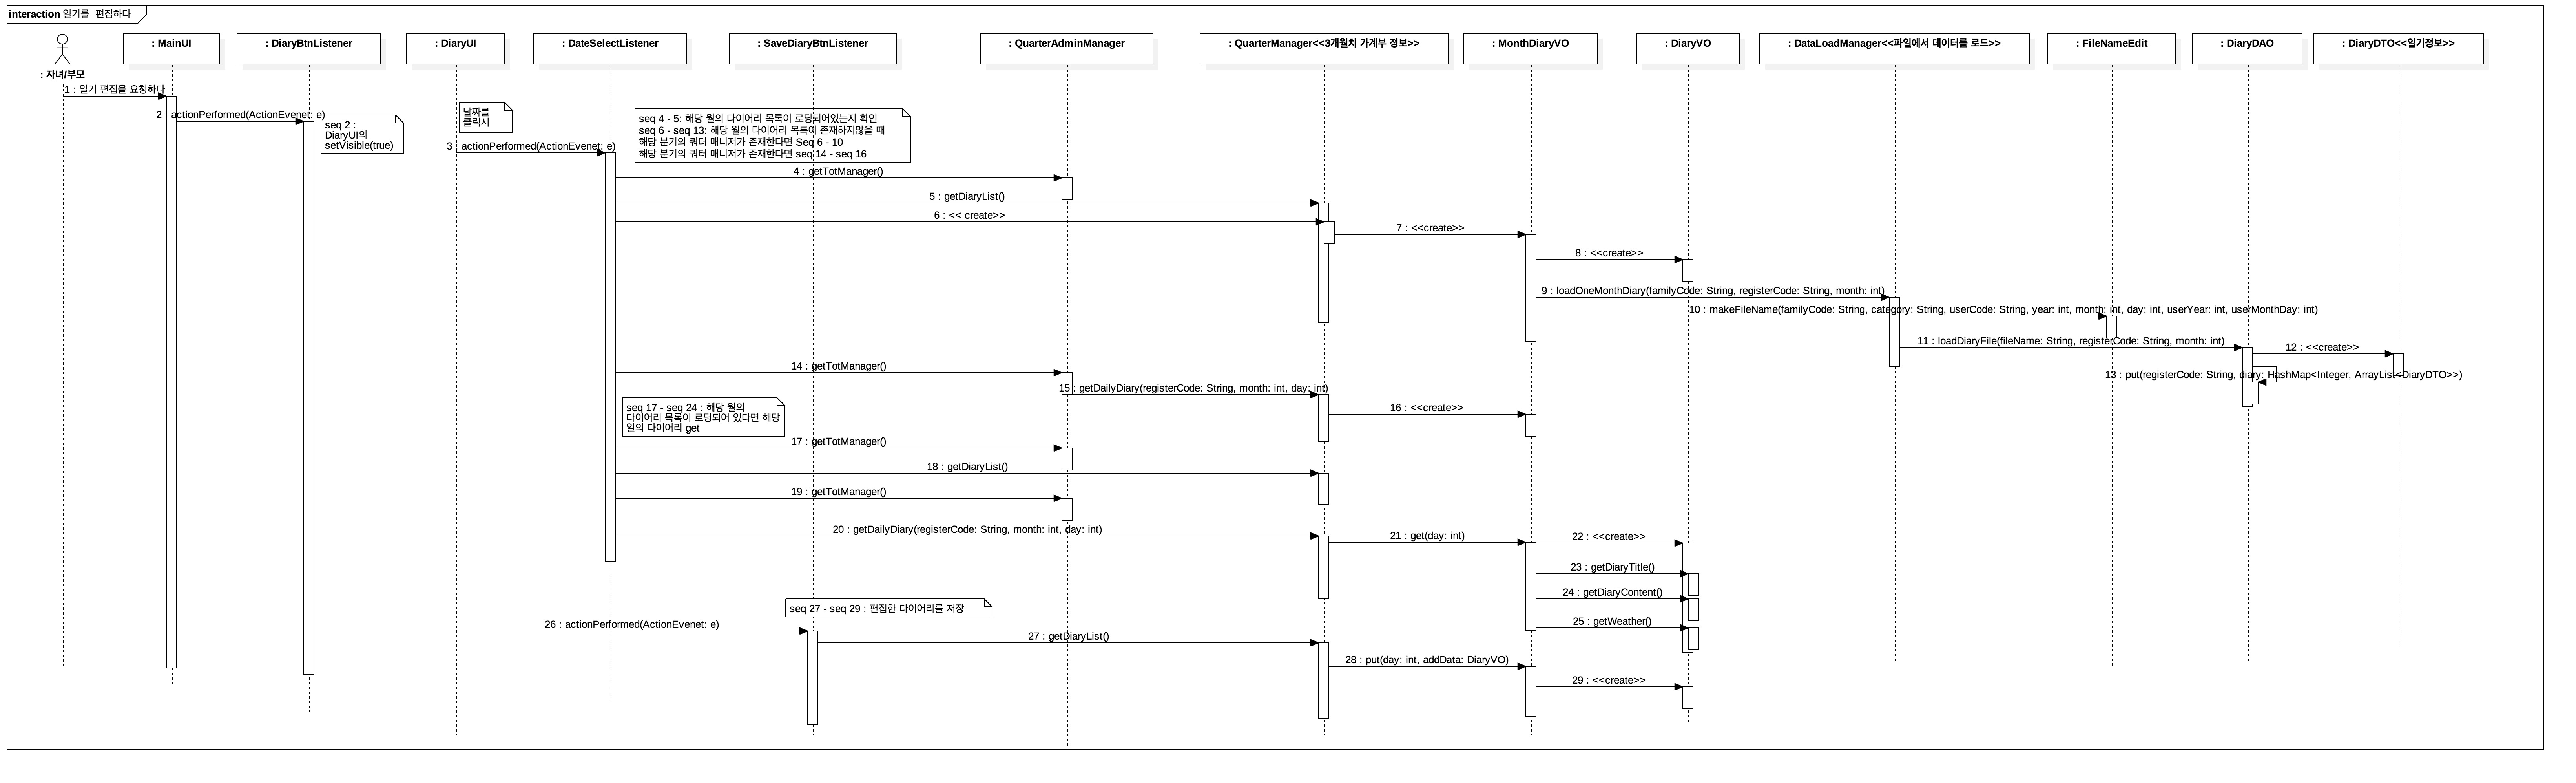 interaction 일기를 편집하다
: 자녀/부모
: MainUI
: DiaryBtnListener
: DiaryUI
: DateSelectListener
: SaveDiaryBtnListener
: QuarterAdminManager
: QuarterManager<<3개월치 가계부 정보>>
: MonthDiaryVO
: DiaryVO
: DataLoadManager<<파일에서 데이터를 로드>>
: FileNameEdit
: DiaryDAO
: DiaryDTO<<일기정보>>
1 : 일기 편집을 요청하다
2 : actionPerformed(ActionEvenet: e)
seq 2 :
DiaryUI의
setVisible(true)
날짜를
클릭시
3 : actionPerformed(ActionEvenet: e)
seq 4 - 5: 해당 월의 다이어리 목록이 로딩되어있는지 확인
seq 6 - seq 13: 해당 월의 다이어리 목록이 존재하지않을 때
해당 분기의 쿼터 매니저가 존재한다면 Seq 6 - 10
해당 분기의 쿼터 매니저가 존재한다면 seq 14 - seq 16
4 : getTotManager()
5 : getDiaryList()
6 : << create>>
7 : <<create>>
8 : <<create>>
9 : loadOneMonthDiary(familyCode: String, registerCode: String, month: int)
10 : makeFileName(familyCode: String, category: String, userCode: String, year: int, month: int, day: int, userYear: int, userMonthDay: int)
11 : loadDiaryFile(fileName: String, registerCode: String, month: int)
12 : <<create>>
13 : put(registerCode: String, diary: HashMap<Integer, ArrayList<DiaryDTO>>)
14 : getTotManager()
15 : getDailyDiary(registerCode: String, month: int, day: int)
16 : <<create>>
seq 17 - seq 24 : 해당 월의
다이어리 목록이 로딩되어 있다면 해당
일의 다이어리 get
17 : getTotManager()
18 : getDiaryList()
19 : getTotManager()
20 : getDailyDiary(registerCode: String, month: int, day: int)
21 : get(day: int)
22 : <<create>>
23 : getDiaryTitle()
24 : getDiaryContent()
25 : getWeather()
seq 27 - seq 29 : 편집한 다이어리를 저장
26 : actionPerformed(ActionEvenet: e)
27 : getDiaryList()
28 : put(day: int, addData: DiaryVO)
29 : <<create>>